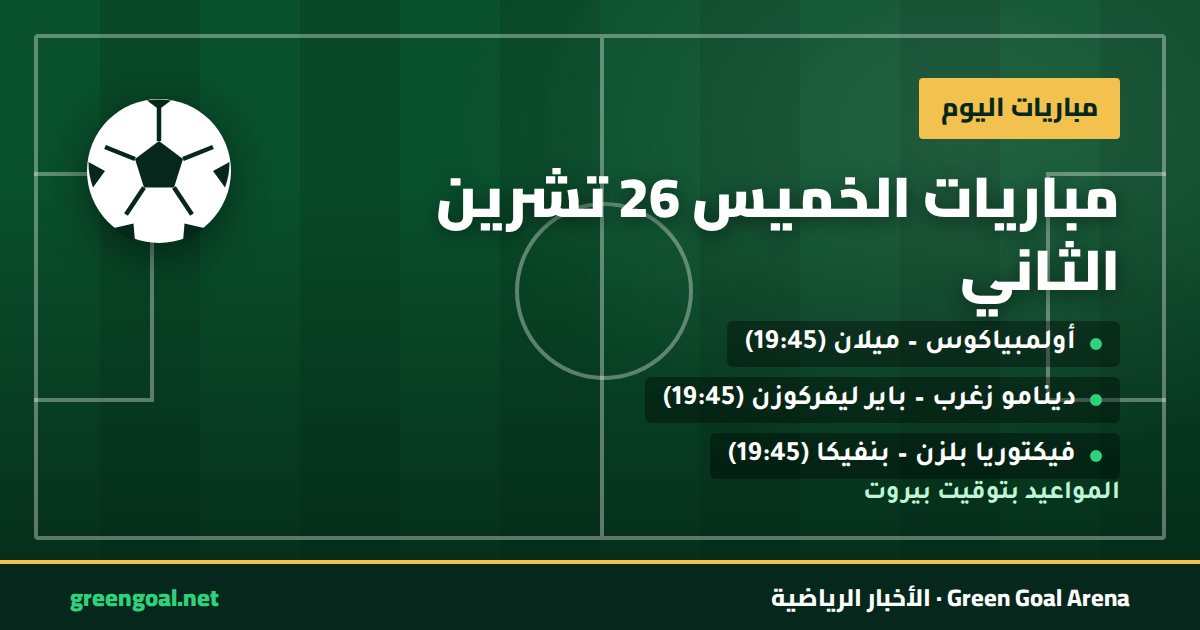 مباريات اليوم
مباريات الخميس 26 تشرين
الثاني
أولمبياكوس - ميلان (19:45)
دينامو زغرب - باير ليفركوزن (19:45)
فيكتوريا بلزن - بنفيكا (19:45)
المواعيد بتوقيت بيروت
Green Goal Arena · الأخبار الرياضية
greengoal.net